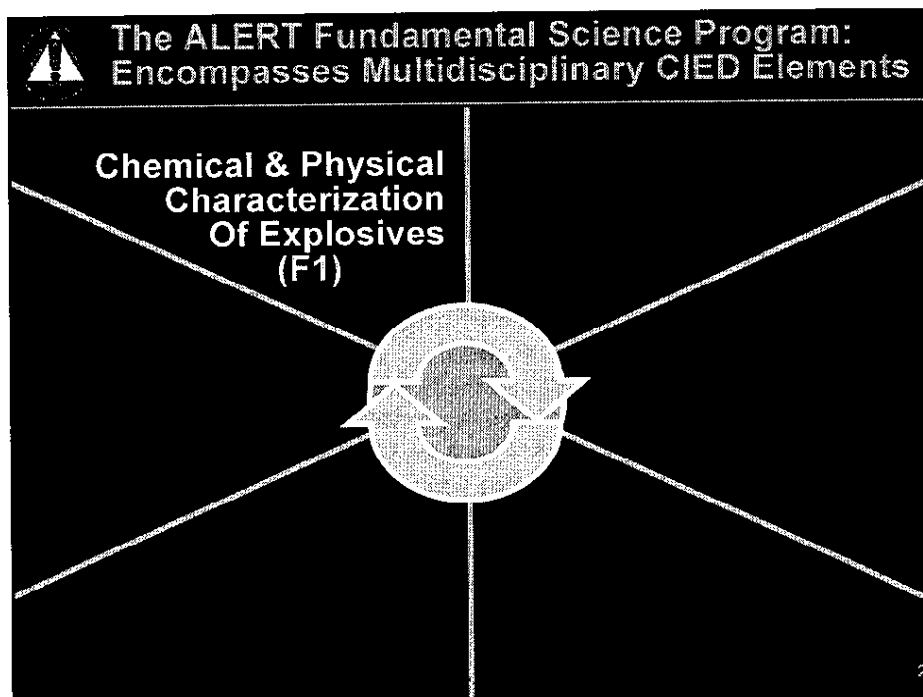 The ALERT Fundamental Science Program:
Encompasses Multidisciplinary CIED Elements
Chemical & Physical
Characterization
Of Explosives
(F1)